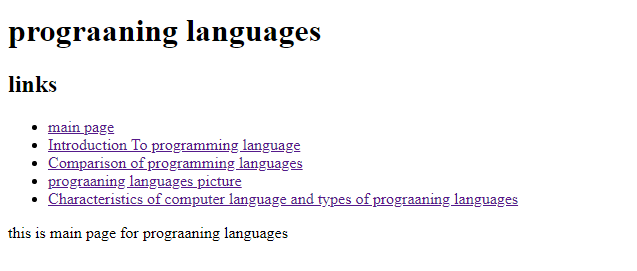 prograaning languages
links
main page
Introduction To programming language
Comparison of programming languages
prograaning languages picture
Characteristics of computer language and types of prograaning languages
this is main page for prograaning languages